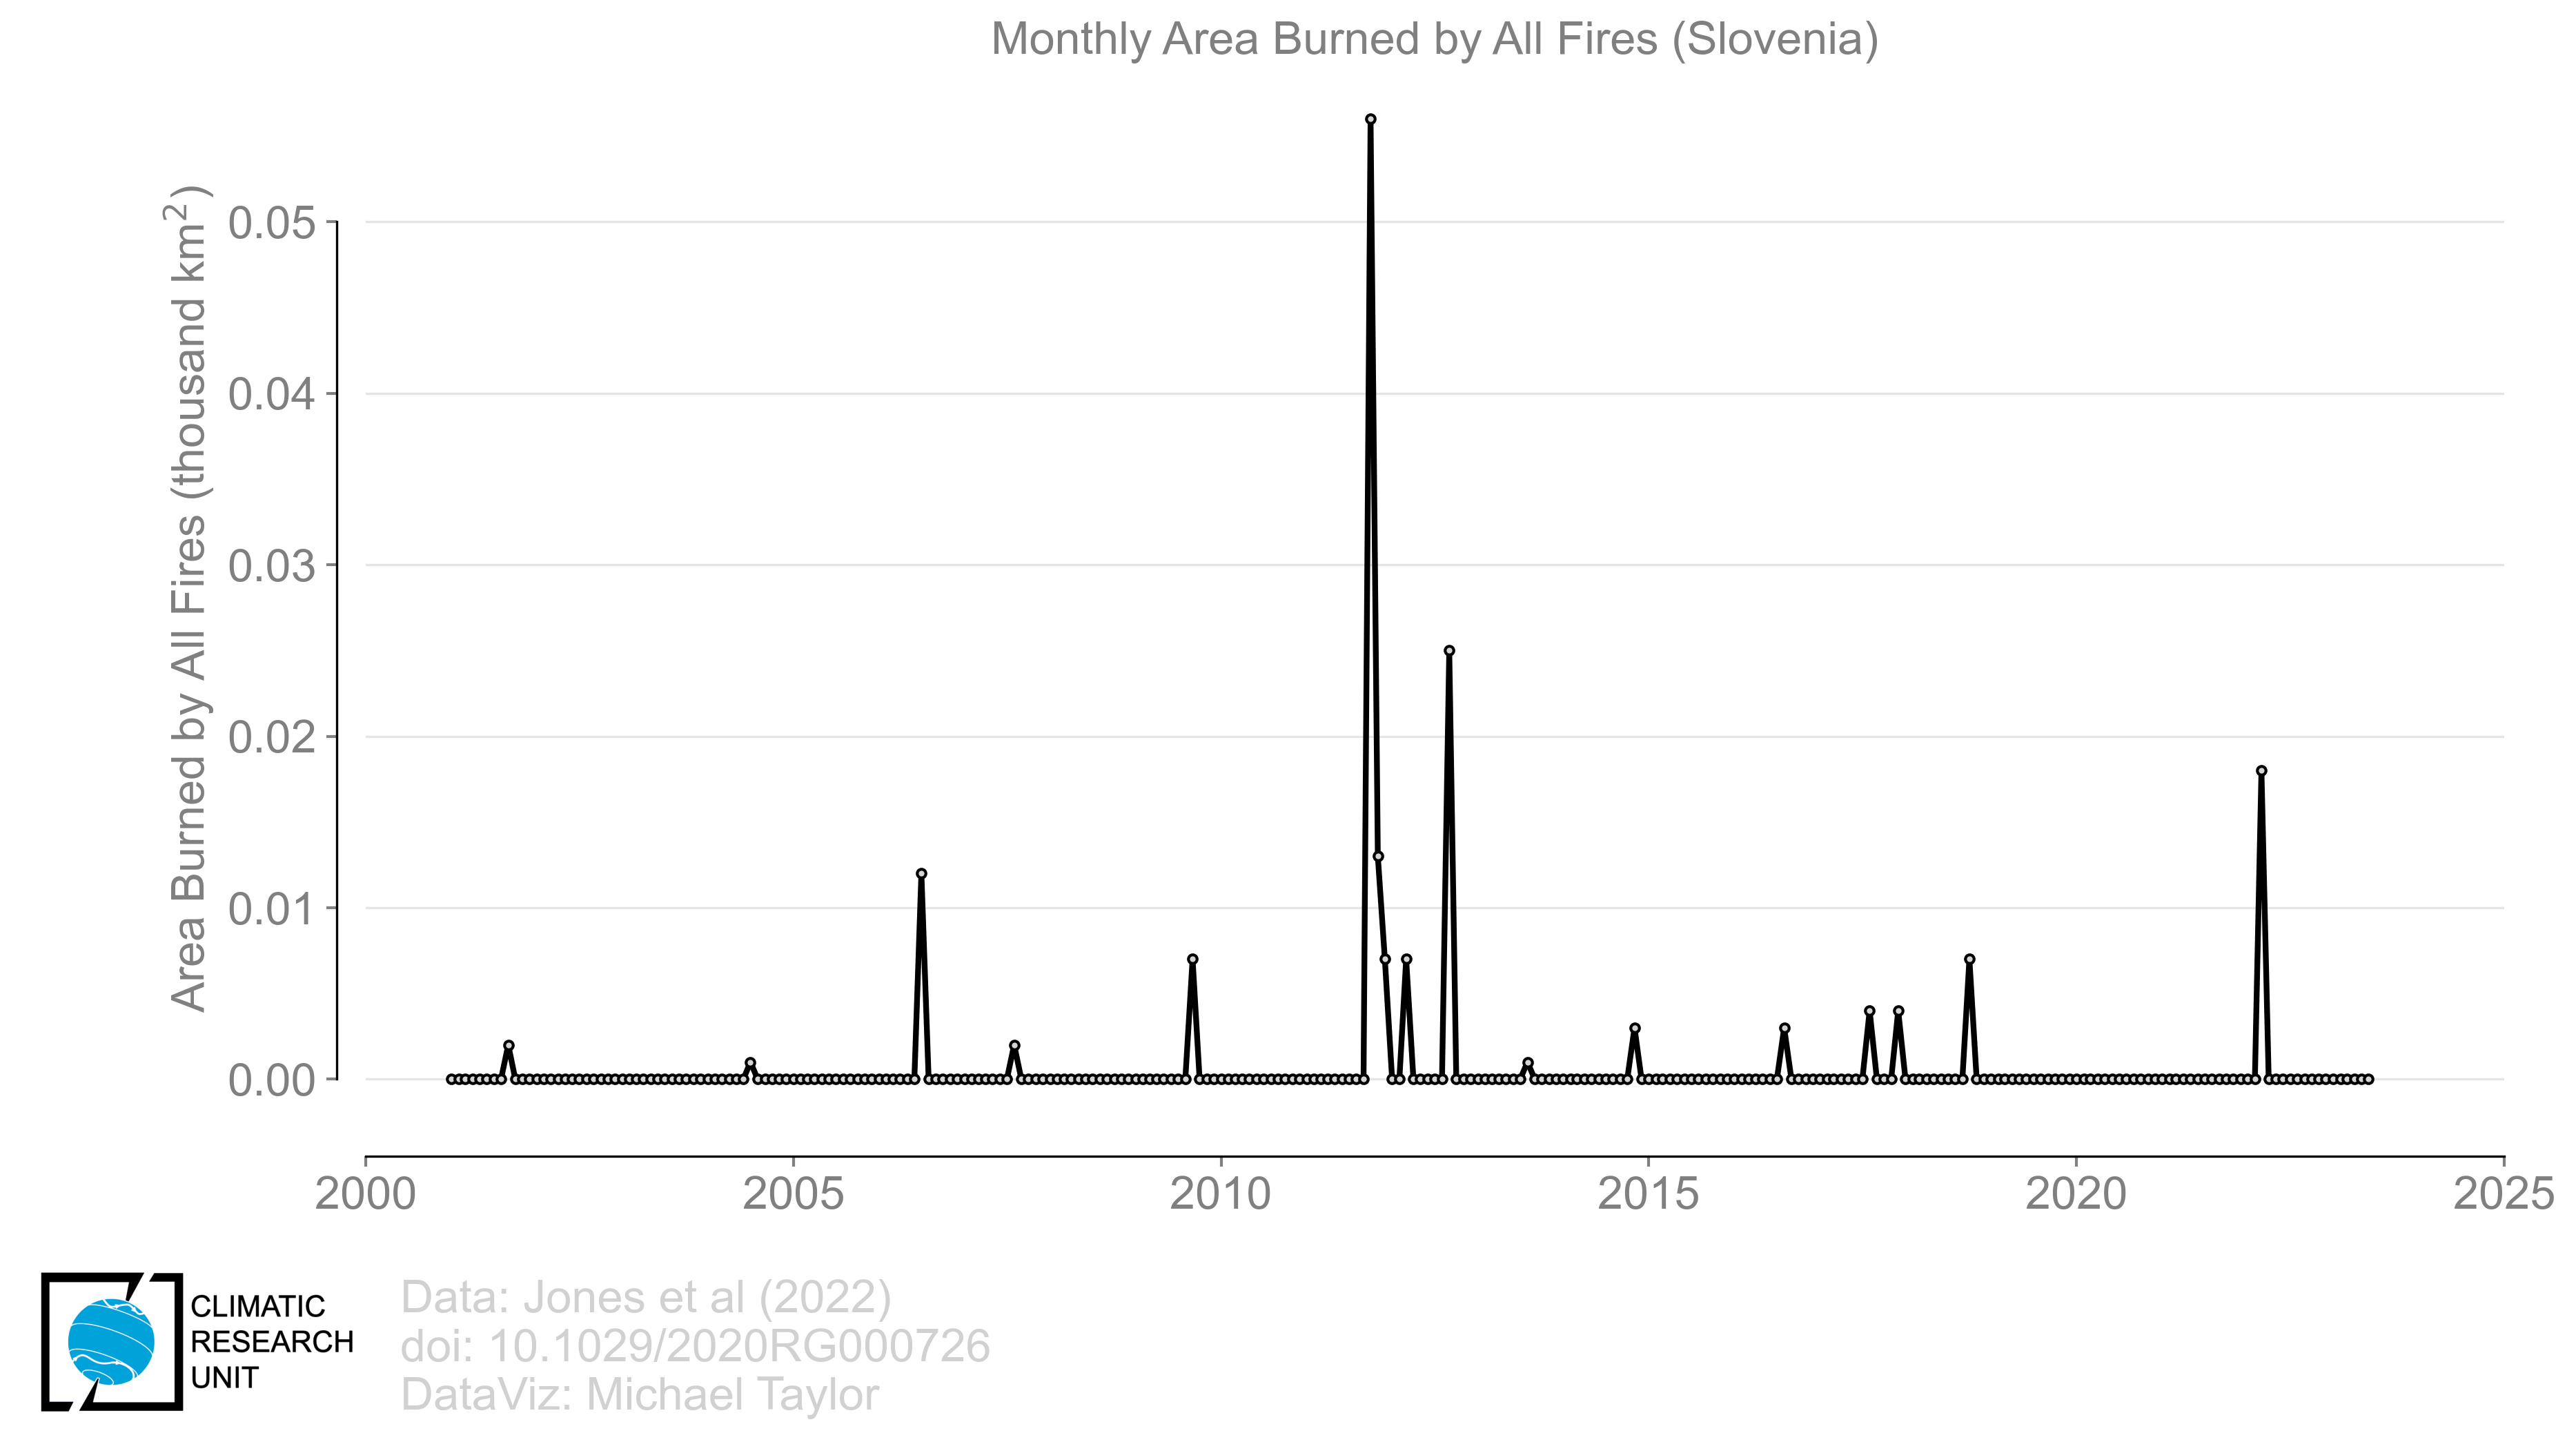 Monthly Area Burned by All Fires (Slovenia)
Area Burned by All Fires (thousand km²)
0.05
0.04
0.03
0.02
0.01
0.00
2000 2005 2010 2015 2020 2025
CLIMATIC
RESEARCH
UNIT
Data: Jones et al (2022)
doi: 10.1029/2020RG000726
DataViz: Michael Taylor